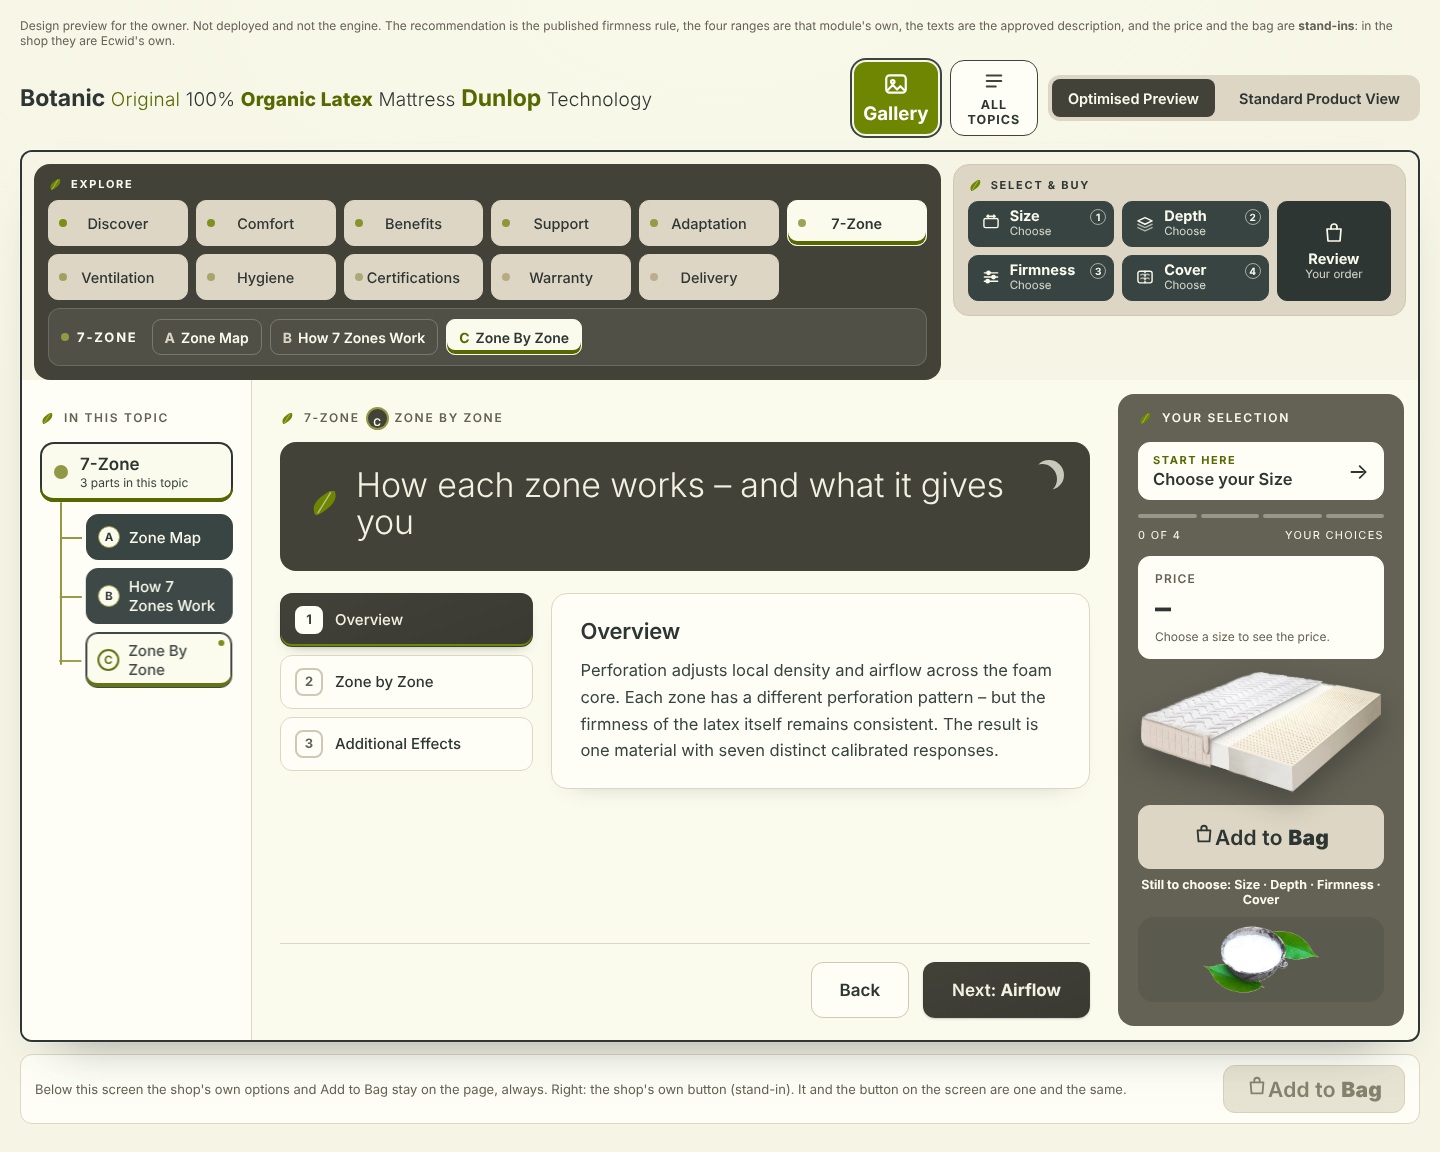 Design preview for the owner. Not deployed and not the engine. The recommendation is the published firmness rule, the four ranges are that module's own, the texts are the approved description, and the price and the bag are stand-ins: in the
shop they are Ecwid's own.
Botanic Original 100% Organic Latex Mattress Dunlop Technology
Gallery
ALL
TOPICS
Optimised Preview
Standard Product View
EXPLORE
Discover
Comfort
Benefits
Support
Adaptation
7-Zone
Ventilation
Hygiene
Certifications
Warranty
Delivery
7-ZONE
A Zone Map
B How 7 Zones Work
C Zone By Zone
SELECT & BUY
Size
Choose
1
Depth
Choose
2
Firmness
Choose
3
Cover
Choose
4
Review
Your order
IN THIS TOPIC
7-Zone
3 parts in this topic
A Zone Map
B How 7
Zones Work
C Zone By
Zone
7-ZONE C ZONE BY ZONE
How each zone works – and what it gives
you
1 Overview
2 Zone by Zone
3 Additional Effects
Overview
Perforation adjusts local density and airflow across the foam
core. Each zone has a different perforation pattern – but the
firmness of the latex itself remains consistent. The result is
one material with seven distinct calibrated responses.
Back
Next: Airflow
YOUR SELECTION
START HERE
Choose your Size
0 OF 4
YOUR CHOICES
PRICE
–
Choose a size to see the price.
Add to Bag
Still to choose: Size · Depth · Firmness ·
Cover
Below this screen the shop's own options and Add to Bag stay on the page, always. Right: the shop's own button (stand-in). It and the button on the screen are one and the same.
Add to Bag